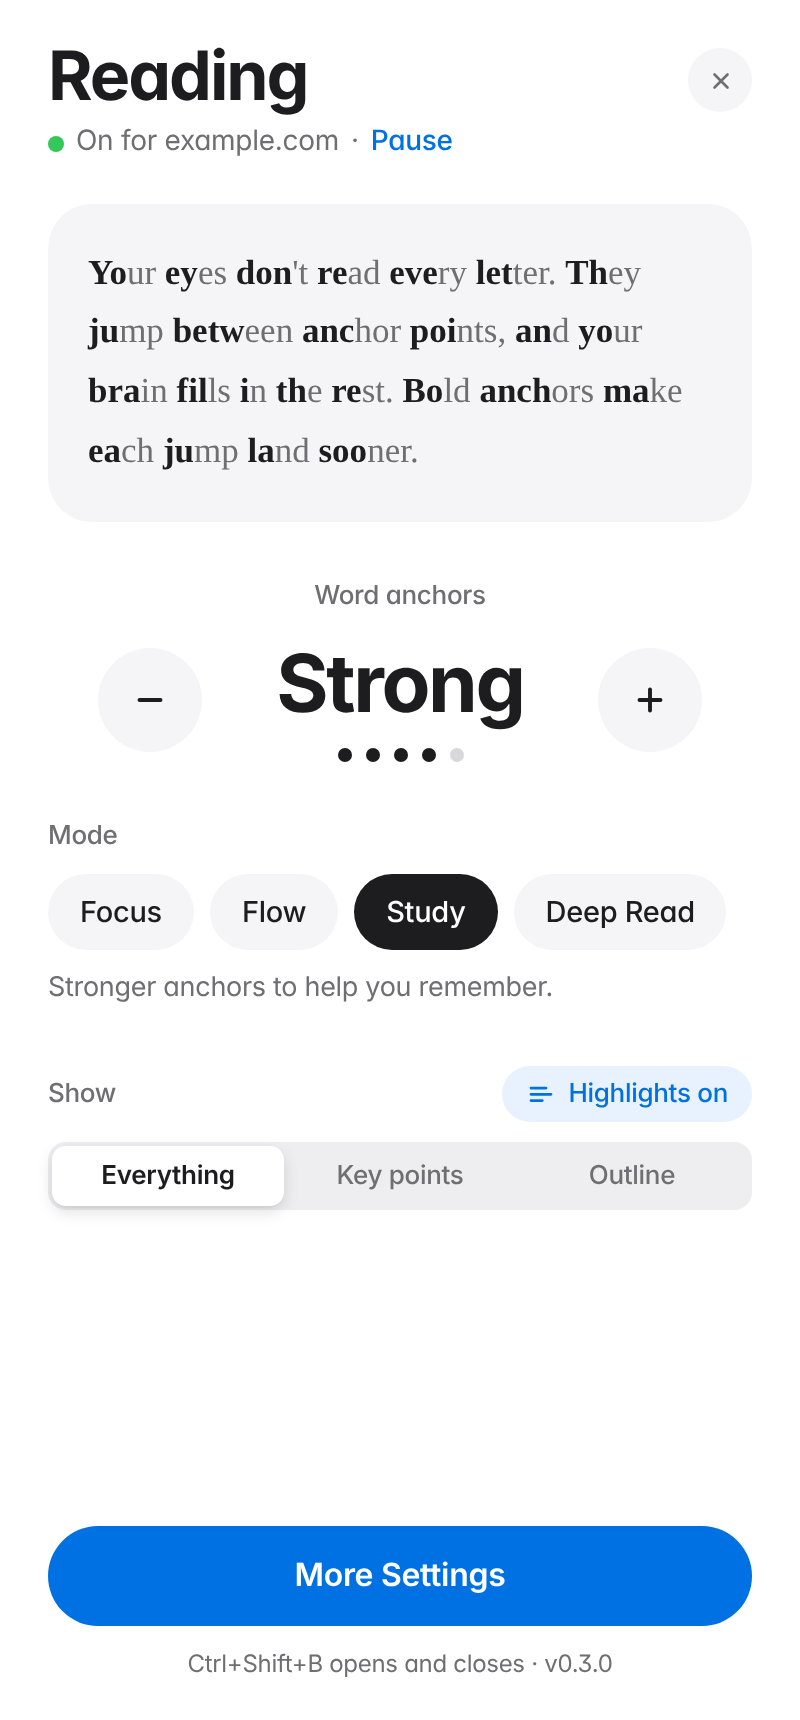 Reading
On for example.com · Pause
Your eyes don't read every letter. They
jump between anchor points, and your
brain fills in the rest. Bold anchors make
each jump land sooner.
Word anchors
Strong
Mode
Focus
Flow
Study
Deep Read
Stronger anchors to help you remember.
Show
Highlights on
Everything
Key points
Outline
More Settings
Ctrl+Shift+B opens and closes · v0.3.0